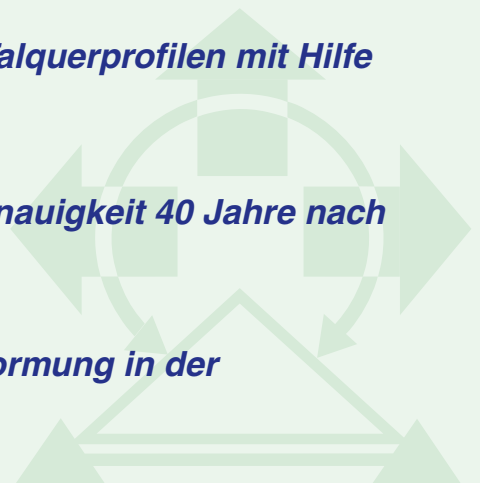 alquerprofilen mit Hilfe
nauigkeit 40 Jahre nach
ormung in der